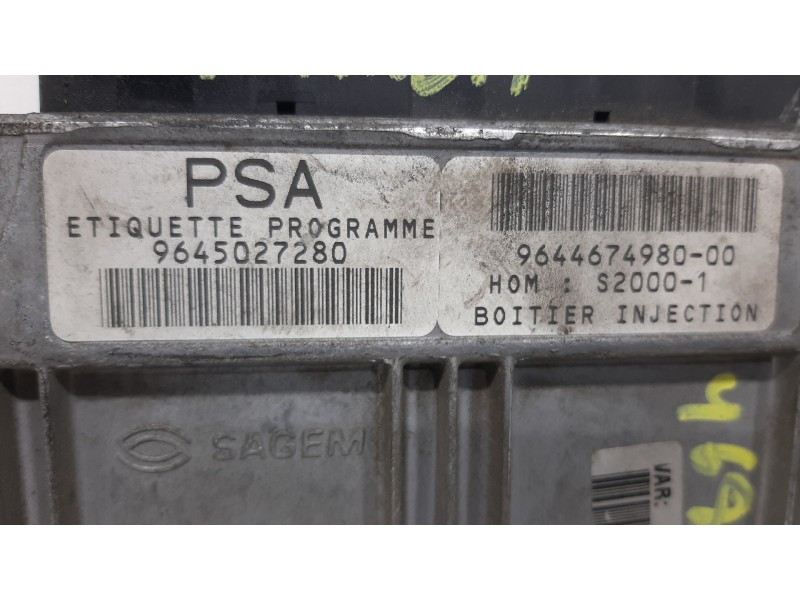 PSA
ETIQUETTE PROGRAMME
9645027280
9644674980-00
HOM : S2000-1
BOITIER INJECTION
SAGEM
VAR: